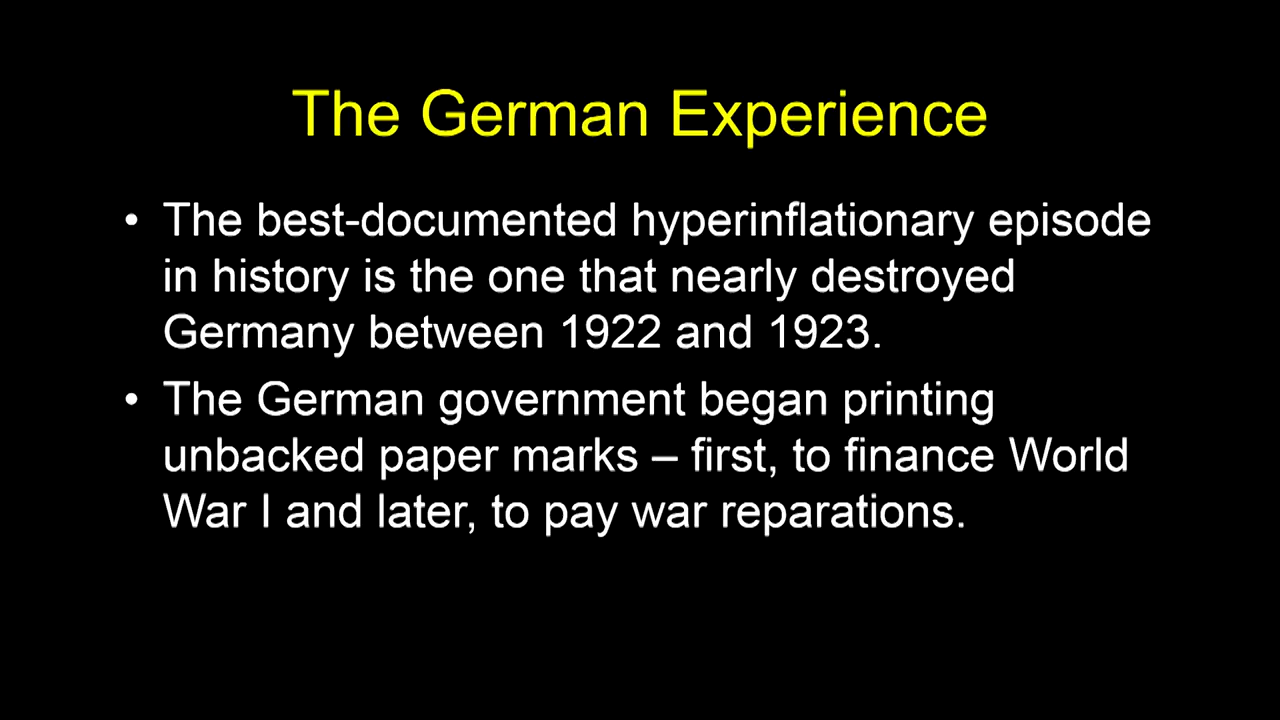 The German Experience
• The best-documented hyperinflationary episode
in history is the one that nearly destroyed
Germany between 1922 and 1923.
• The German government began printing
unbacked paper marks – first, to finance World
War I and later, to pay war reparations.